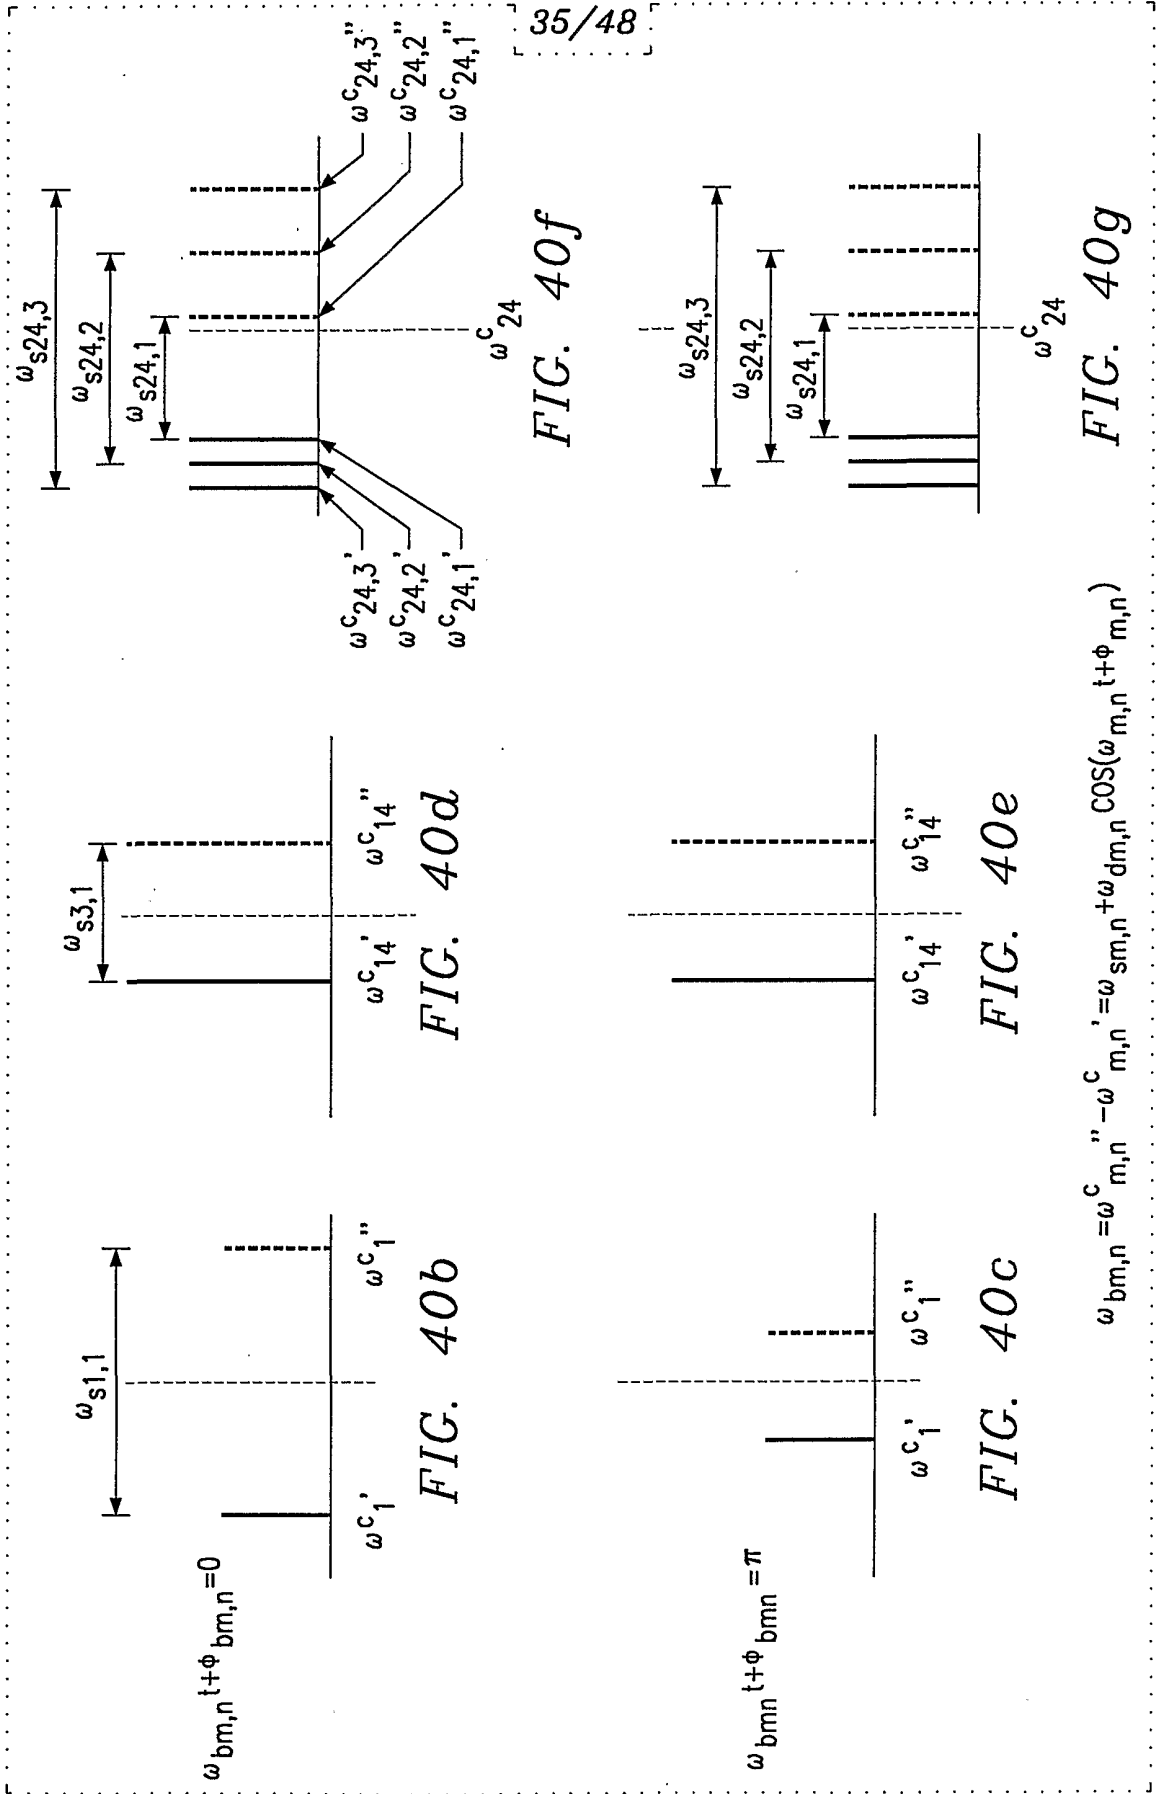 35/48
ω_bm,n t+Φ_bm,n =0
ω_s1,1
ω^C_1'
ω^C_1''
FIG. 40b
ω_s3,1
ω^C_14'
ω^C_14''
FIG. 40d
ω_s24,3
ω_s24,2
ω_s24,1
ω^C_24,3'
ω^C_24,2'
ω^C_24,1'
ω^C_24
ω^C_24,3''
ω^C_24,2''
ω^C_24,1''
FIG. 40f
ω_bmn t+Φ_bmn =π
ω^C_1'
ω^C_1''
FIG. 40c
ω^C_14'
ω^C_14''
FIG. 40e
ω_s24,3
ω_s24,2
ω_s24,1
ω^C_24
FIG. 40g
ω_bm,n =ω^C_m,n''−ω^C_m,n'=ω_sm,n+ω_dm,n COS(ω_m,n t+Φ_m,n)